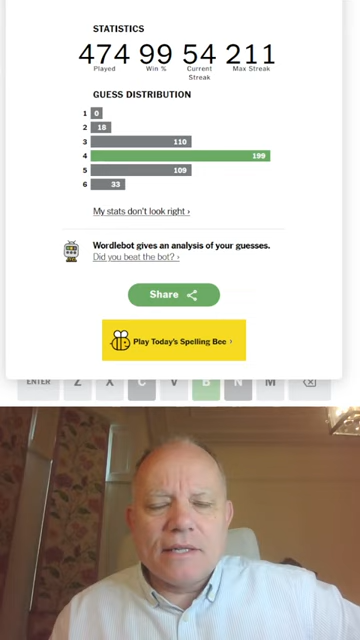 STATISTICS
474 99 54 211
Played Win % Current Streak Max Streak
GUESS DISTRIBUTION
1 0
2 18
3 110
4 199
5 109
6 33
My stats don't look right ›
Wordlebot gives an analysis of your guesses.
Did you beat the bot? ›
Share
Play Today's Spelling Bee ›
ENTER Z X C V B N M